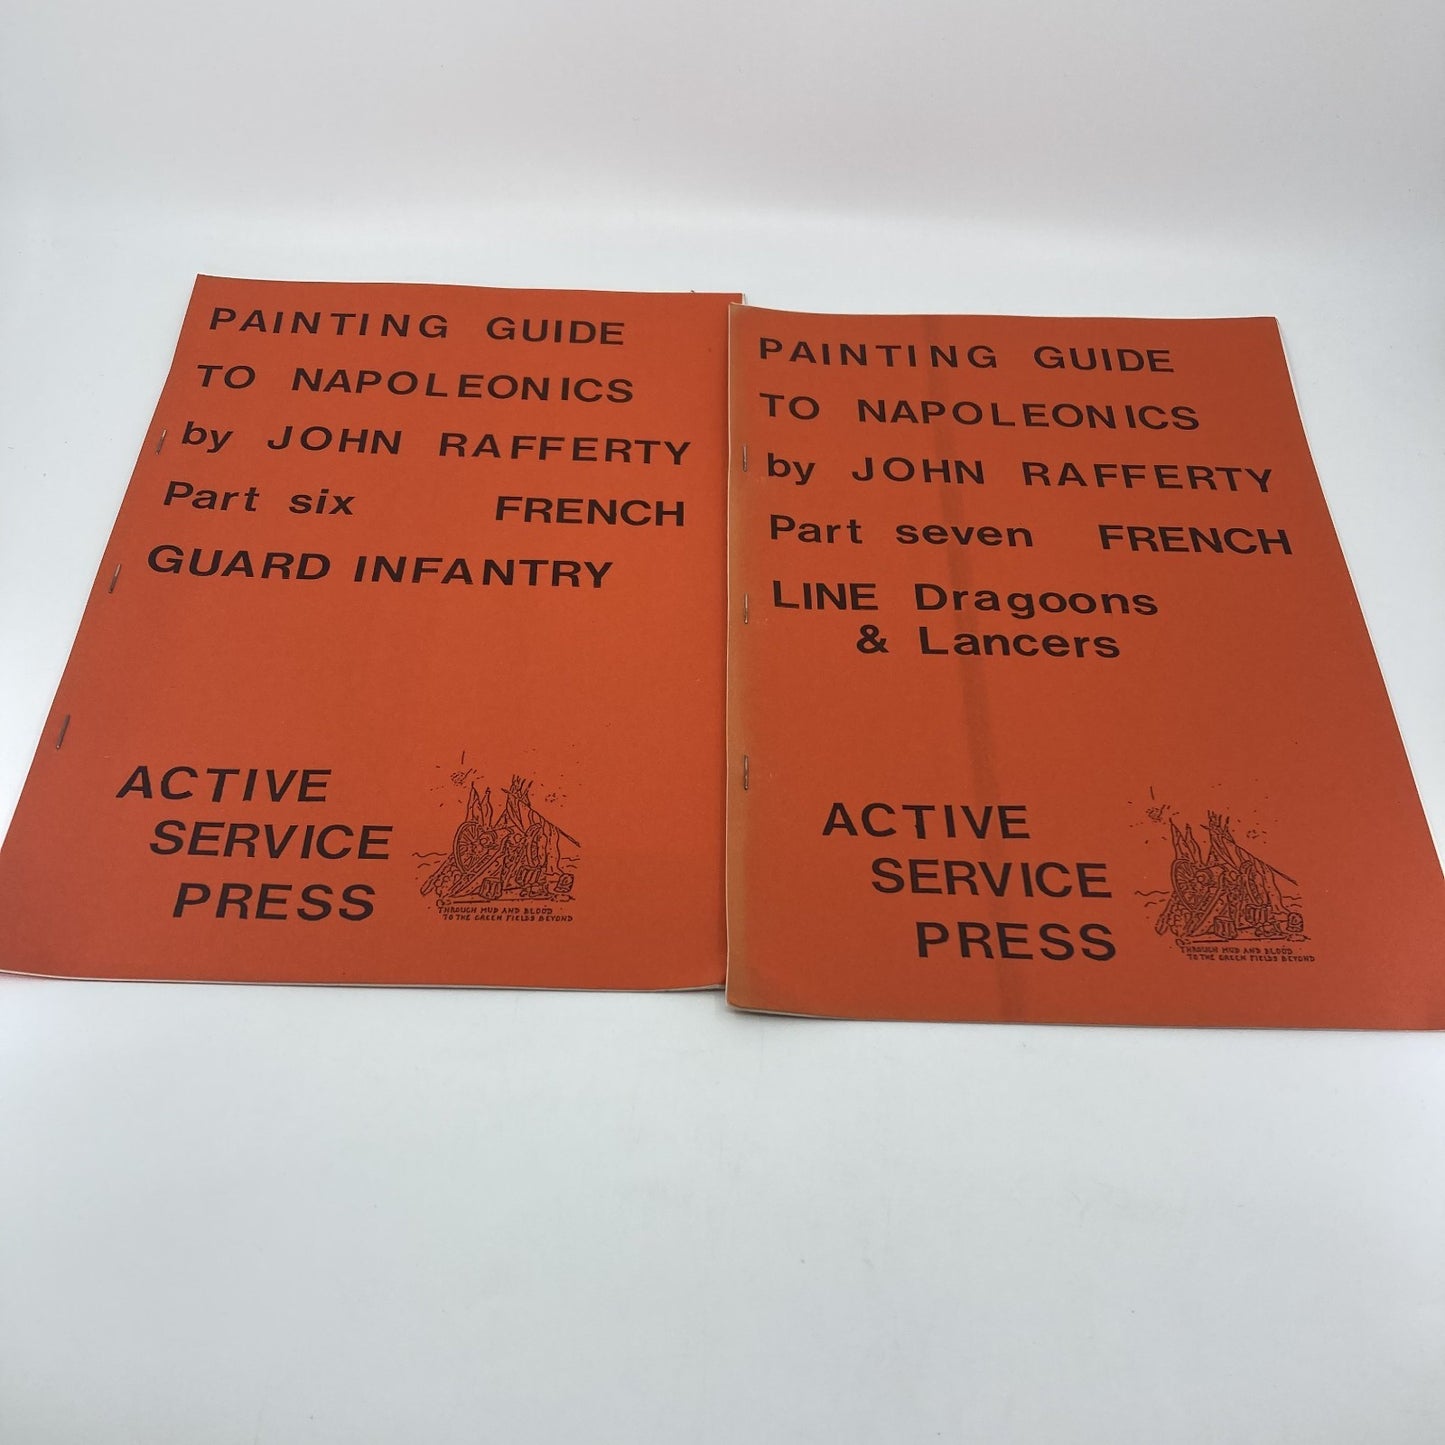 PAINTING GUIDE
TO NAPOLEONICS
by JOHN RAFFERTY
Part six FRENCH
GUARD INFANTRY
ACTIVE
SERVICE
PRESS
THROUGH MUD AND BLOOD
TO THE GREEN FIELDS BEYOND
PAINTING GUIDE
TO NAPOLEONICS
by JOHN RAFFERTY
Part seven FRENCH
LINE Dragoons
& Lancers
ACTIVE
SERVICE
PRESS
THROUGH MUD AND BLOOD
TO THE GREEN FIELDS BEYOND